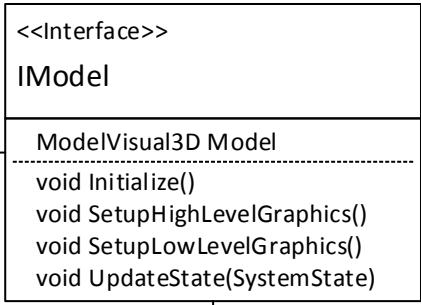 <<Interface>>
IModel
ModelVisual3D Model
void Initialize()
void SetupHighLevelGraphics()
void SetupLowLevelGraphics()
void UpdateState(SystemState)